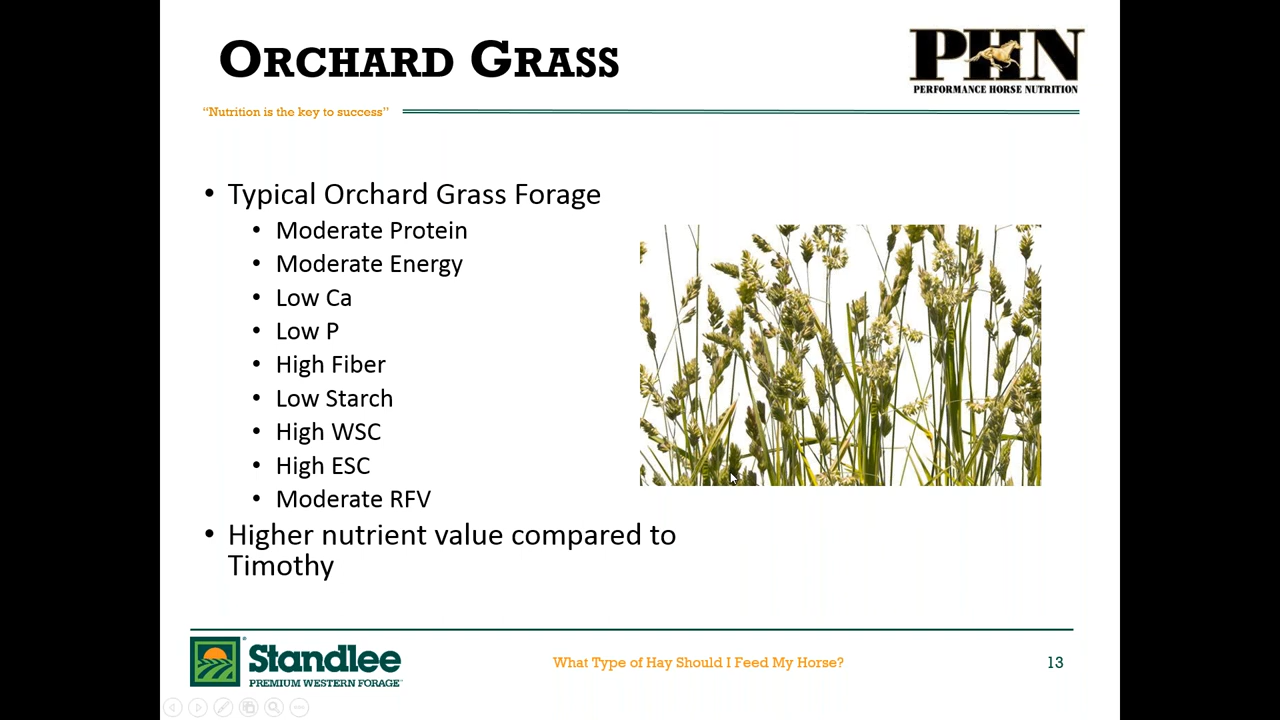 ORCHARD GRASS
PHN
PERFORMANCE HORSE NUTRITION
“Nutrition is the key to success”
• Typical Orchard Grass Forage
• Moderate Protein
• Moderate Energy
• Low Ca
• Low P
• High Fiber
• Low Starch
• High WSC
• High ESC
• Moderate RFV
• Higher nutrient value compared to
Timothy
Standlee
PREMIUM WESTERN FORAGE™
What Type of Hay Should I Feed My Horse?
13